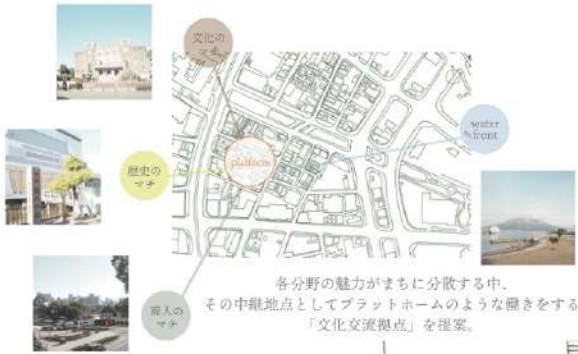 文化の
マチ
water
front
platform
歴史の
マチ
商人の
マチ
各分野の魅力がまちに分散する中、
その中継地点としてプラットホームのような働きをする
「文化交流拠点」を提案。